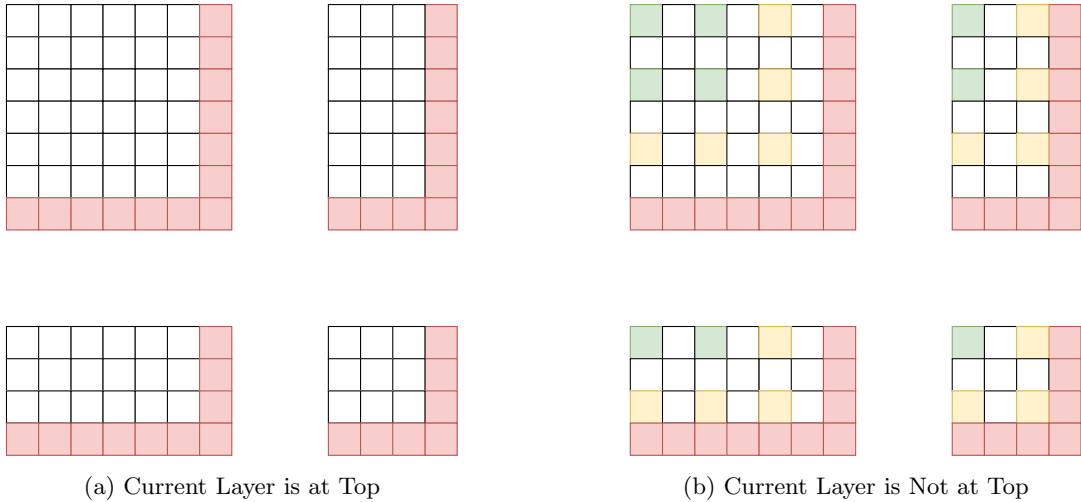 (a) Current Layer is at Top
(b) Current Layer is Not at Top